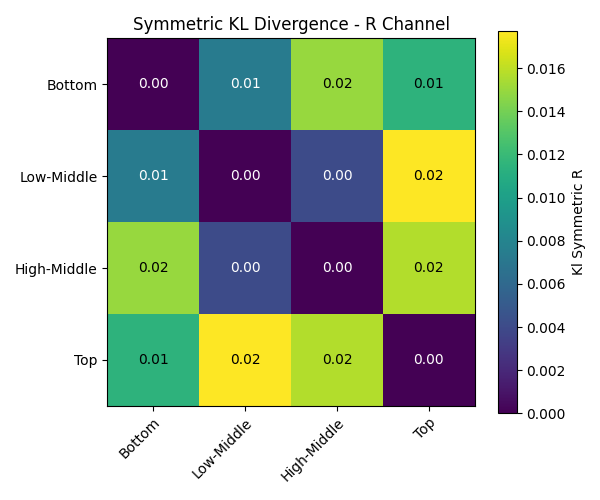 Symmetric KL Divergence - R Channel
Bottom 0.00 0.01 0.02 0.01
Low-Middle 0.01 0.00 0.00 0.02
High-Middle 0.02 0.00 0.00 0.02
Top 0.01 0.02 0.02 0.00
Bottom Low-Middle High-Middle Top
0.016
0.014
0.012
0.010
0.008
0.006
0.004
0.002
0.000
Kl Symmetric R